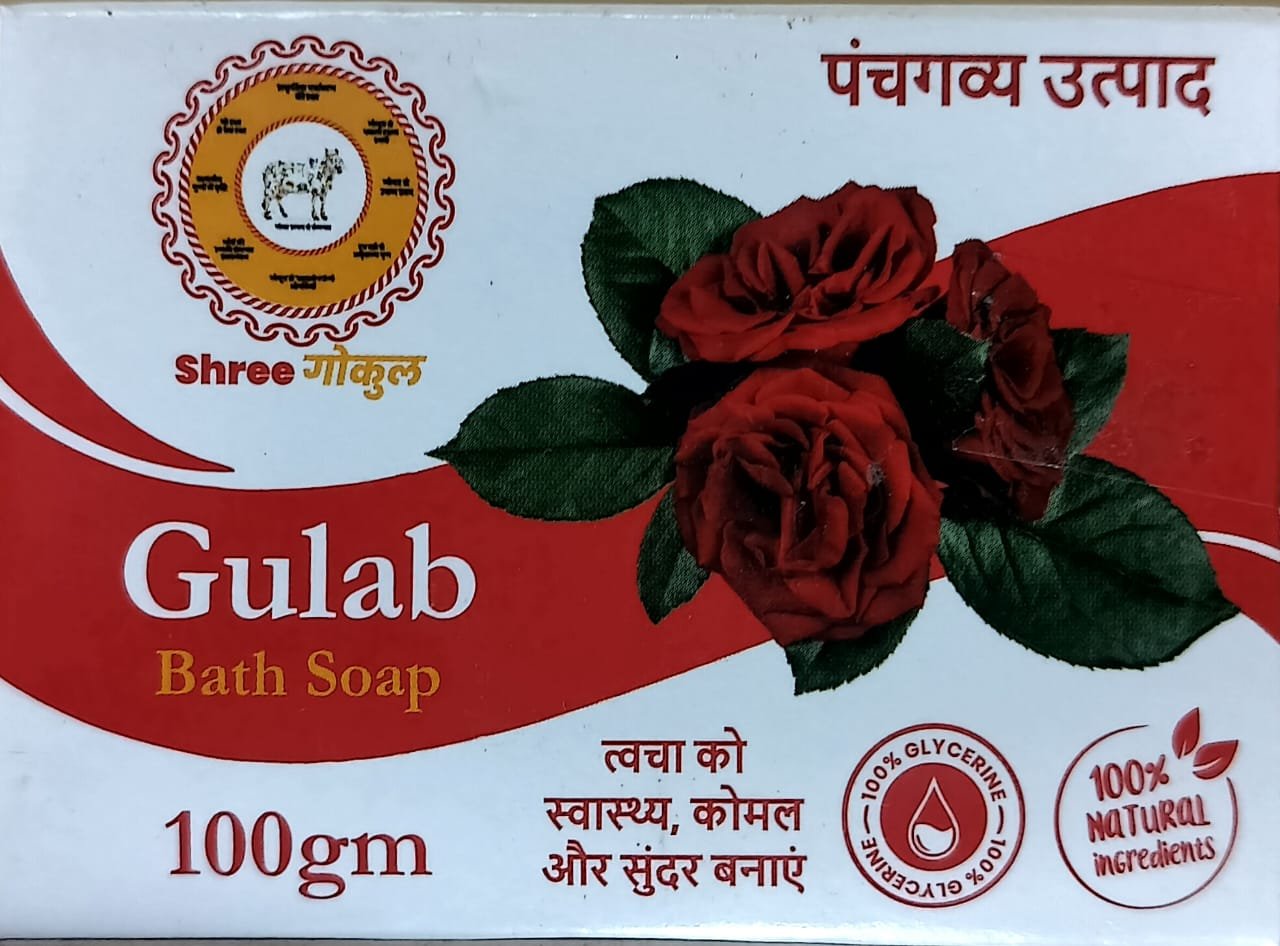 पंचगव्य उत्पाद
Shree गोकुल
Gulab
Bath Soap
100gm
त्वचा को
स्वास्थ्य, कोमल
और सुंदर बनाएं
100% GLYCERINE
100% GLYCERINE
100%
NATURAL
ingredients